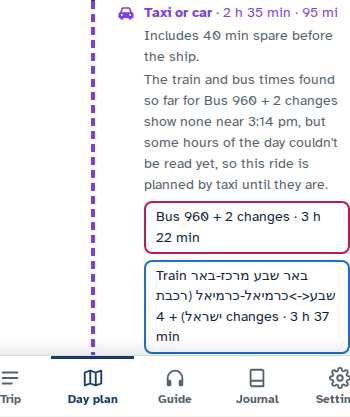 Taxi or car · 2 h 35 min · 95 mi
Includes 40 min spare before
the ship.
The train and bus times found
so far for Bus 960 + 2 changes
show none near 3:14 pm, but
some hours of the day couldn't
be read yet, so this ride is
planned by taxi until they are.
Bus 960 + 2 changes · 3 h
22 min
Train באר שבע מרכז-באר
שבע<->כרמיאל-כרמיאל (רכבת
ישראל) + 4 changes · 3 h 37
min
Trip
Day plan
Guide
Journal
Settin